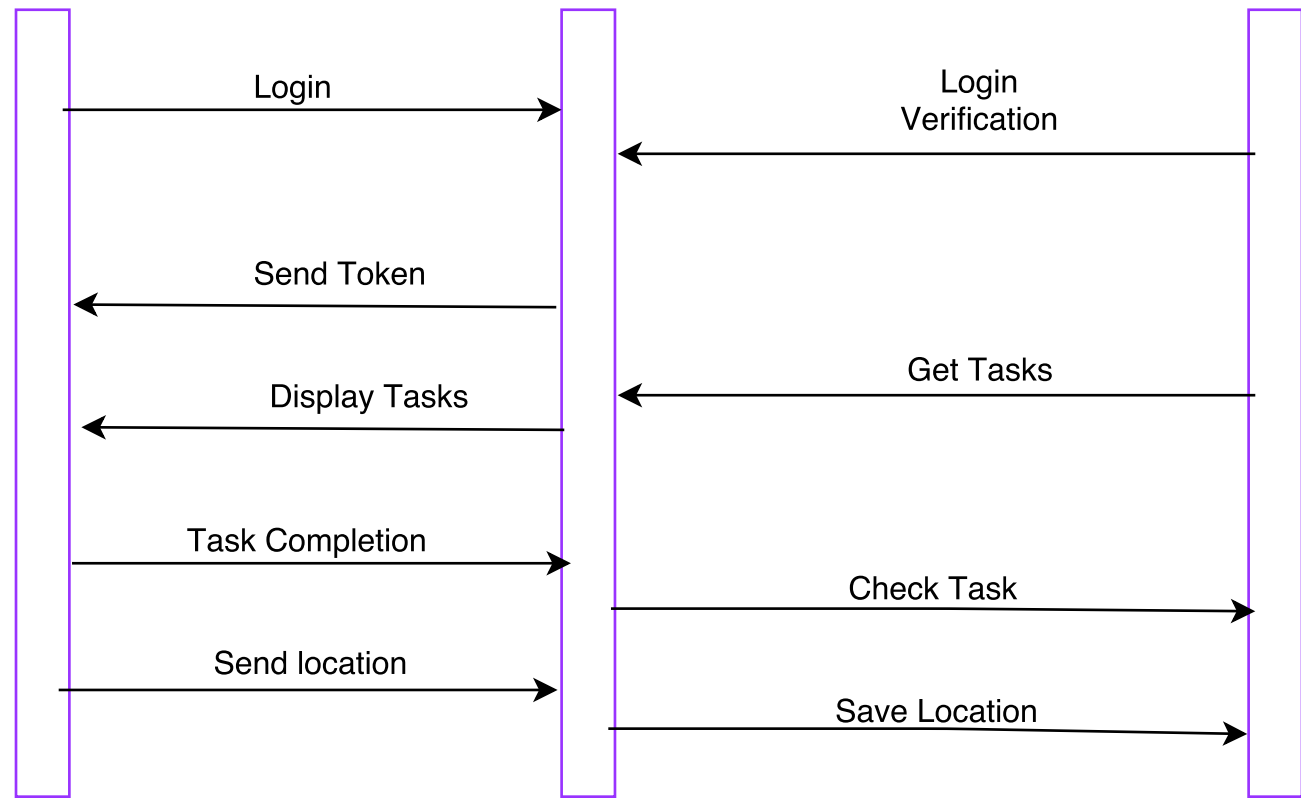 Login
Login
Verification
Send Token
Get Tasks
Display Tasks
Task Completion
Check Task
Send location
Save Location